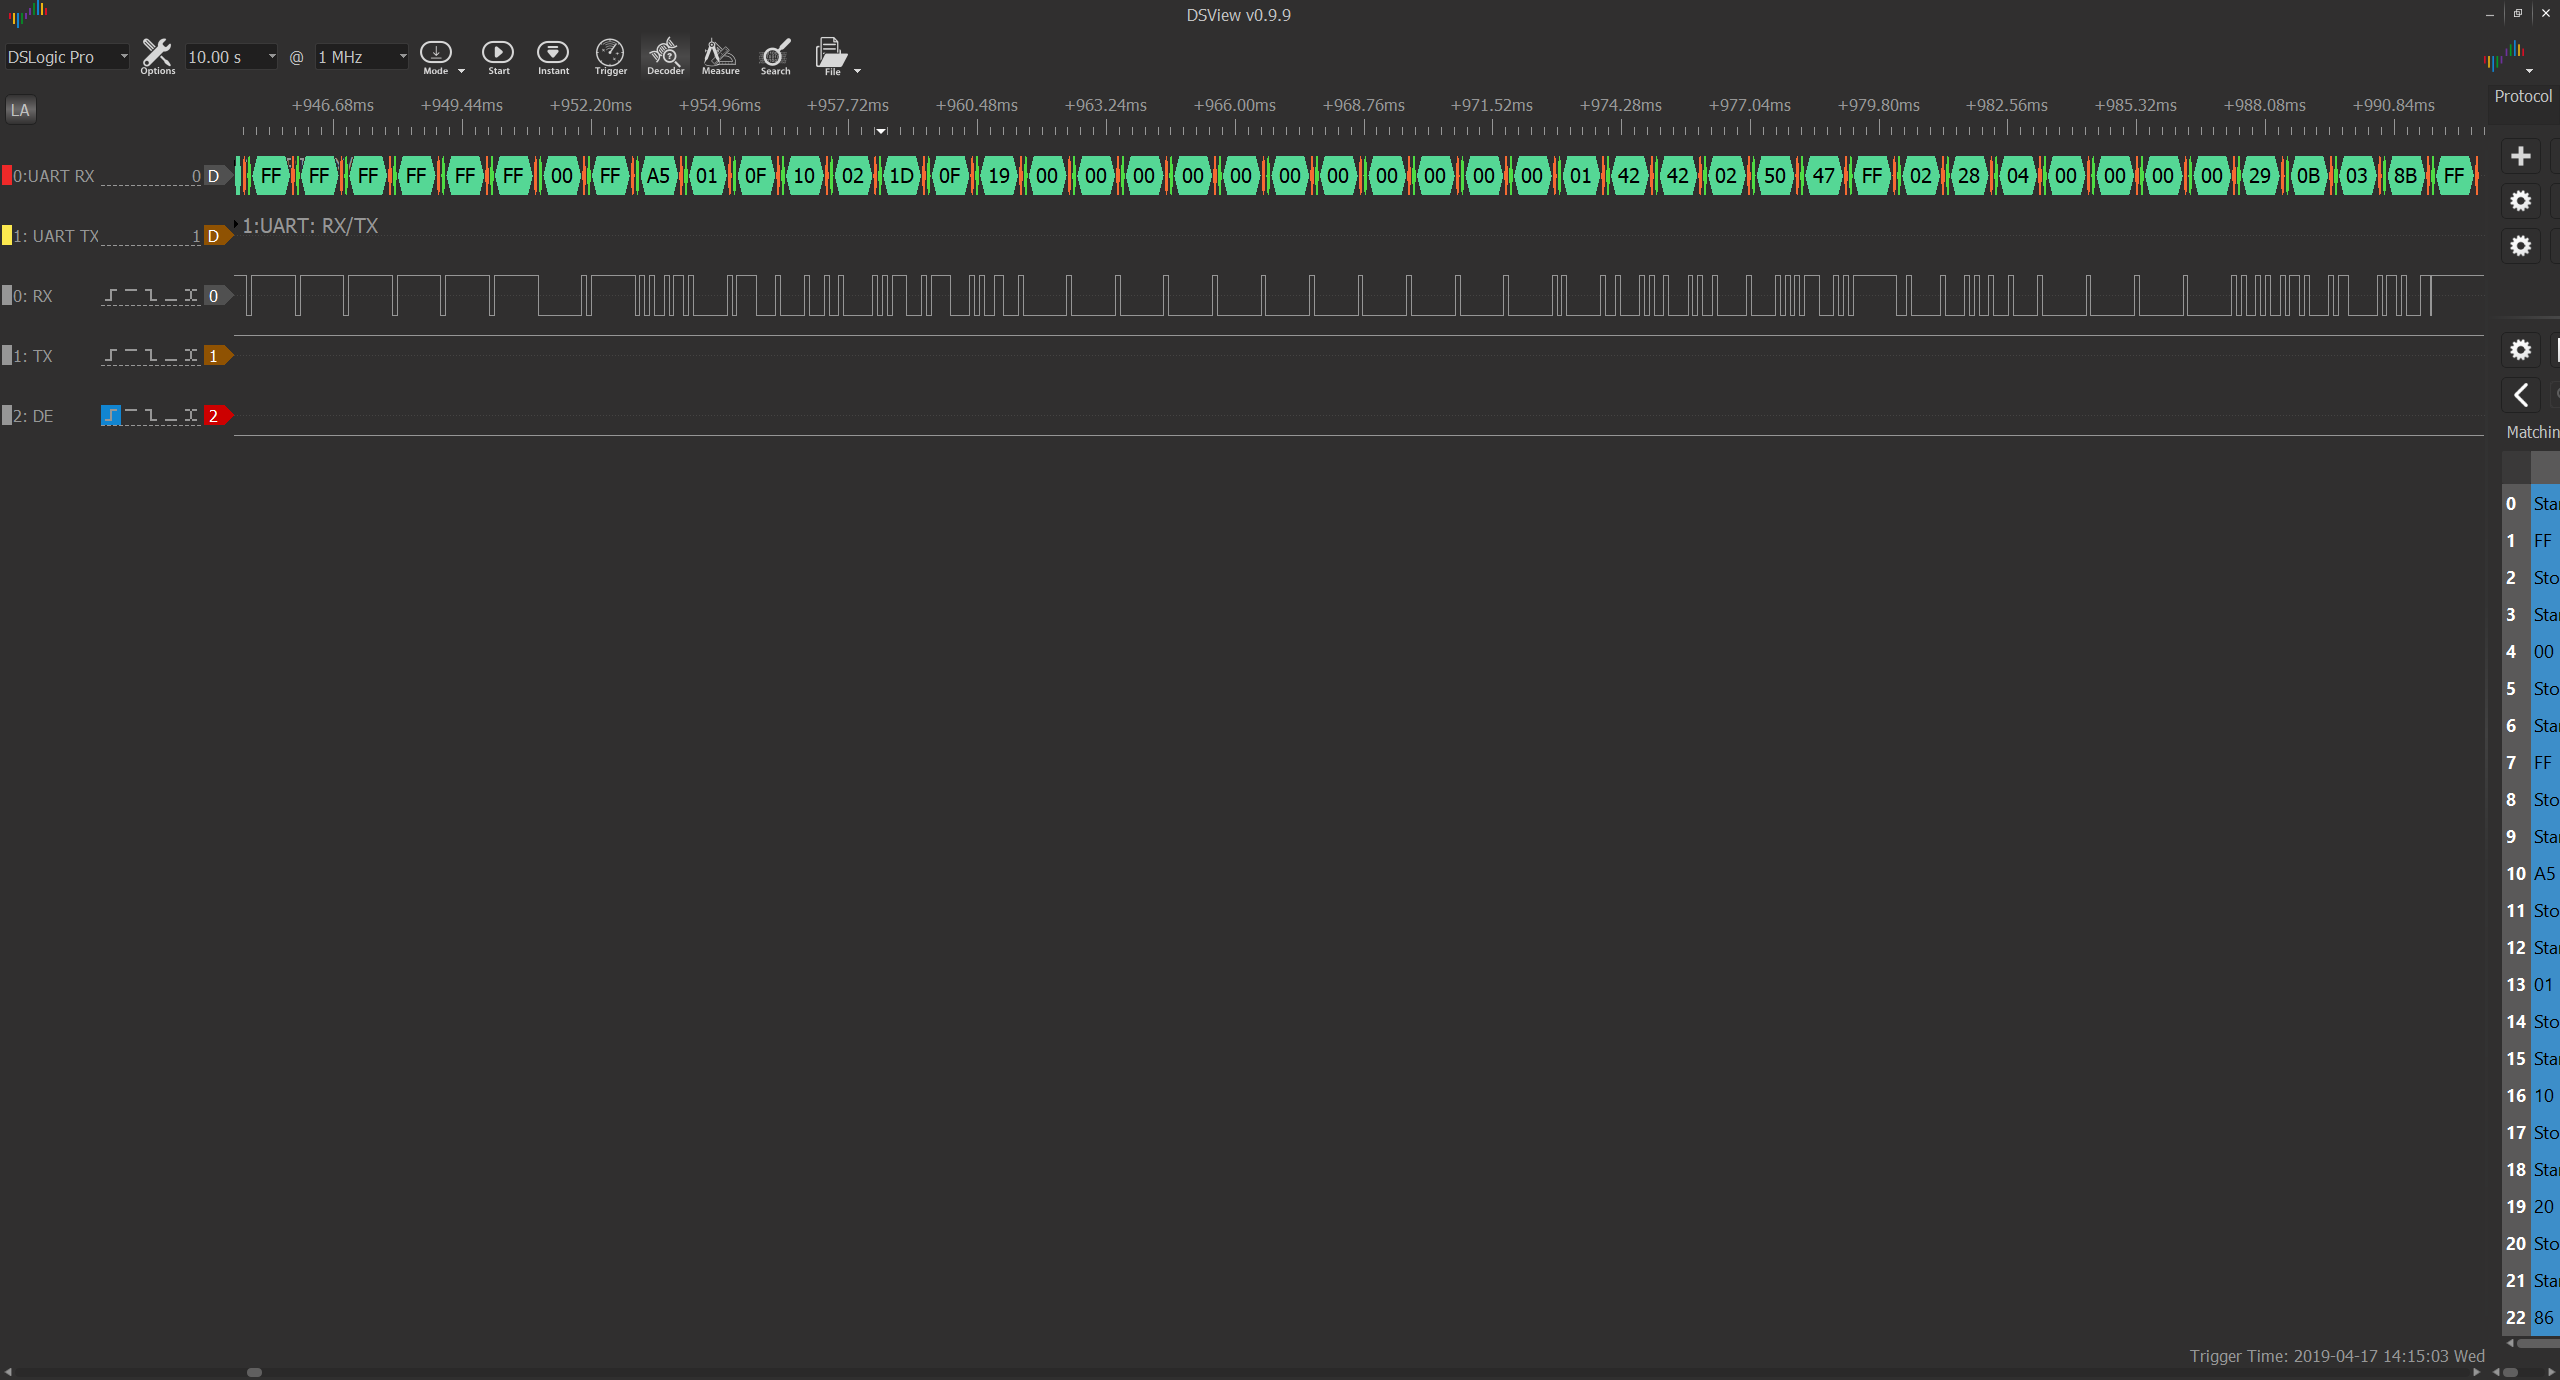 DSView v0.9.9
DSLogic Pro Options 10.00 s @ 1 MHz Mode Start Instant Trigger Decoder Measure Search File
LA +946.68ms +949.44ms +952.20ms +954.96ms +957.72ms +960.48ms +963.24ms +966.00ms +968.76ms +971.52ms +974.28ms +977.04ms +979.80ms +982.56ms +985.32ms +988.08ms +990.84ms
Protocol
0:UART RX 0 D FF FF FF FF FF FF 00 FF A5 01 0F 10 02 1D 0F 19 00 00 00 00 00 00 00 00 00 00 00 01 42 42 02 50 47 FF 02 28 04 00 00 00 00 29 0B 03 8B FF
1: UART TX 1 D 1:UART: RX/TX
0: RX 0
1: TX 1
2: DE 2
Matchin
0 Star
1 FF
2 Sto
3 Star
4 00
5 Sto
6 Star
7 FF
8 Sto
9 Star
10 A5
11 Sto
12 Star
13 01
14 Sto
15 Star
16 10
17 Sto
18 Star
19 20
20 Sto
21 Star
22 86
Trigger Time: 2019-04-17 14:15:03 Wed